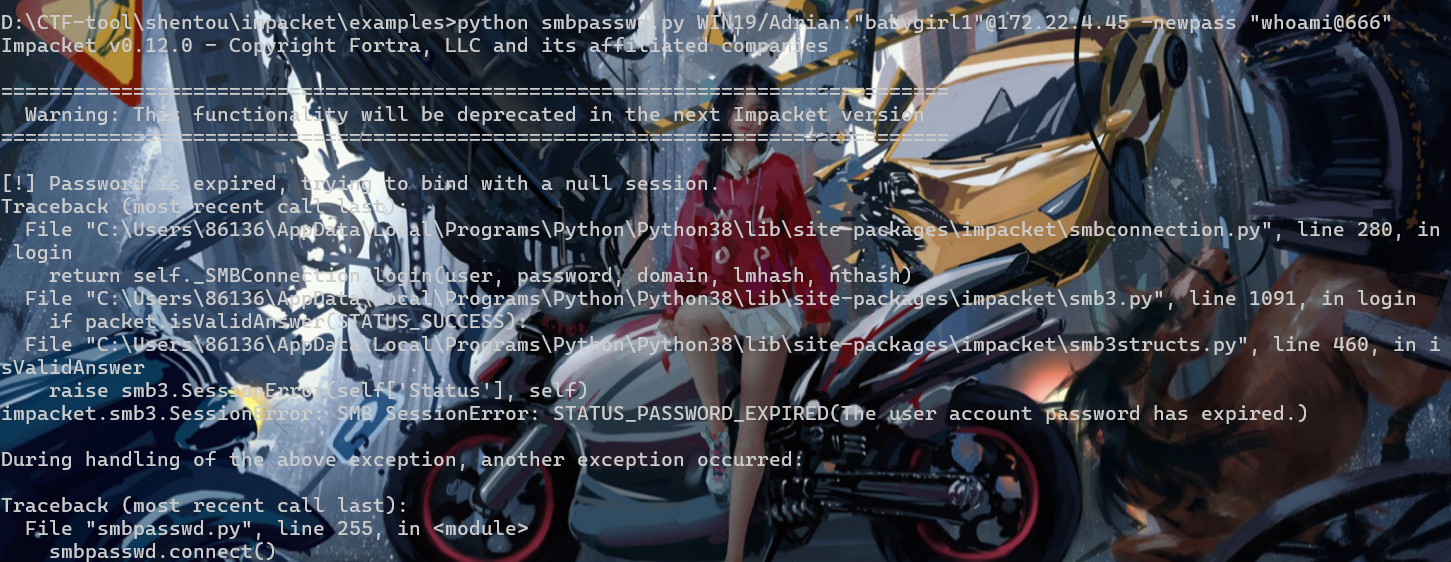 D:\CTF-tool\shentou\impacket\examples>python smbpasswd.py WIN19/Adrian:"babygirl1"@172.22.4.45 -newpass "whoami@666"
Impacket v0.12.0 - Copyright Fortra, LLC and its affiliated companies
===============================================================================
  Warning: This functionality will be deprecated in the next Impacket version
===============================================================================
[!] Password is expired, trying to bind with a null session.
Traceback (most recent call last):
  File "C:\Users\86136\AppData\Local\Programs\Python\Python38\lib\site-packages\impacket\smbconnection.py", line 280, in
 login
    return self._SMBConnection.login(user, password, domain, lmhash, nthash)
  File "C:\Users\86136\AppData\Local\Programs\Python\Python38\lib\site-packages\impacket\smb3.py", line 1091, in login
    if packet.isValidAnswer(STATUS_SUCCESS):
  File "C:\Users\86136\AppData\Local\Programs\Python\Python38\lib\site-packages\impacket\smb3structs.py", line 460, in i
sValidAnswer
    raise smb3.SessionError(self['Status'], self)
impacket.smb3.SessionError: SMB SessionError: STATUS_PASSWORD_EXPIRED(The user account password has expired.)
During handling of the above exception, another exception occurred:
Traceback (most recent call last):
  File "smbpasswd.py", line 255, in <module>
    smbpasswd.connect()